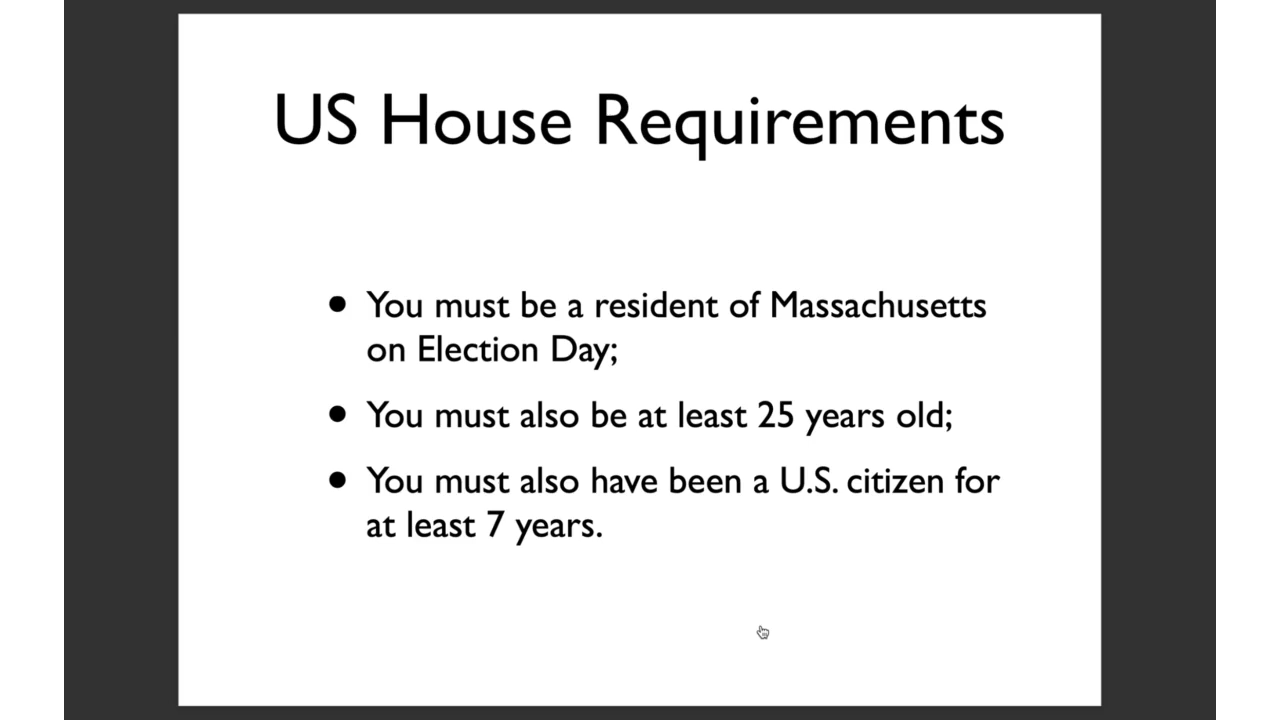 US House Requirements
• You must be a resident of Massachusetts
on Election Day;
• You must also be at least 25 years old;
• You must also have been a U.S. citizen for
at least 7 years.